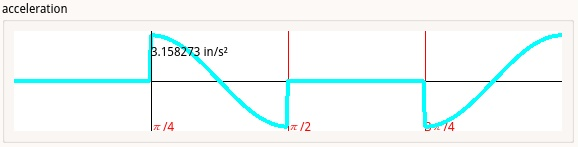 acceleration
3.158273 in/s²
π/4
π/2
3π/4